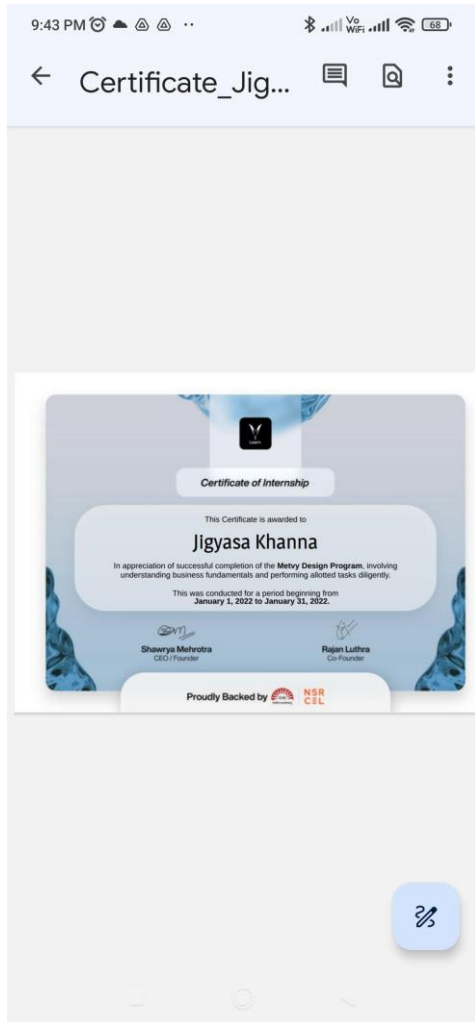 9:43 PM
Vo
WiFi
68
Certificate_Jig...
Learn
Certificate of Internship
This Certificate is awarded to
Jigyasa Khanna
In appreciation of successful completion of the Metvy Design Program, involving
understanding business fundamentals and performing allotted tasks diligently.
This was conducted for a period beginning from
January 1, 2022 to January 31, 2022.
Shawrya Mehrotra
CEO / Founder
Rajan Luthra
Co-Founder
Proudly Backed by
NSR
CEL